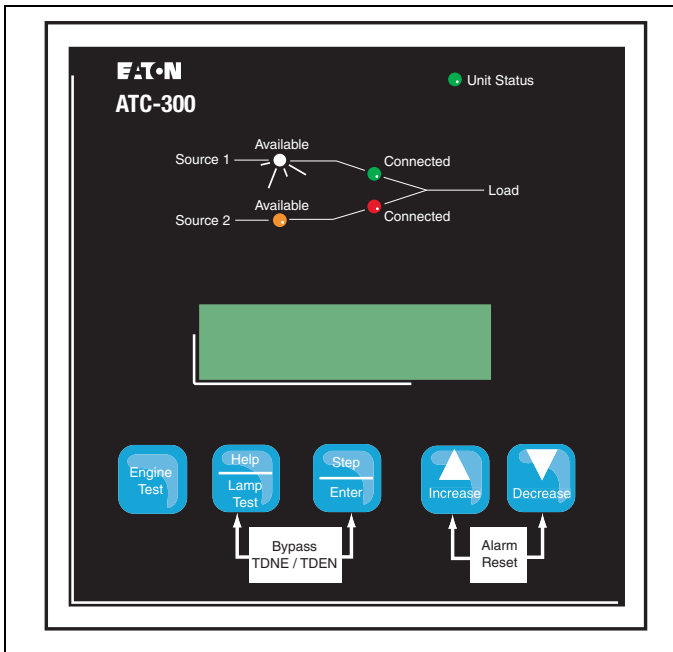 EATON
ATC-300
Unit Status
Available
Source 1
Connected
Load
Available
Source 2
Connected
Engine
Test
Help
Lamp
Test
Step
Enter
Increase
Decrease
Bypass
TDNE / TDEN
Alarm
Reset